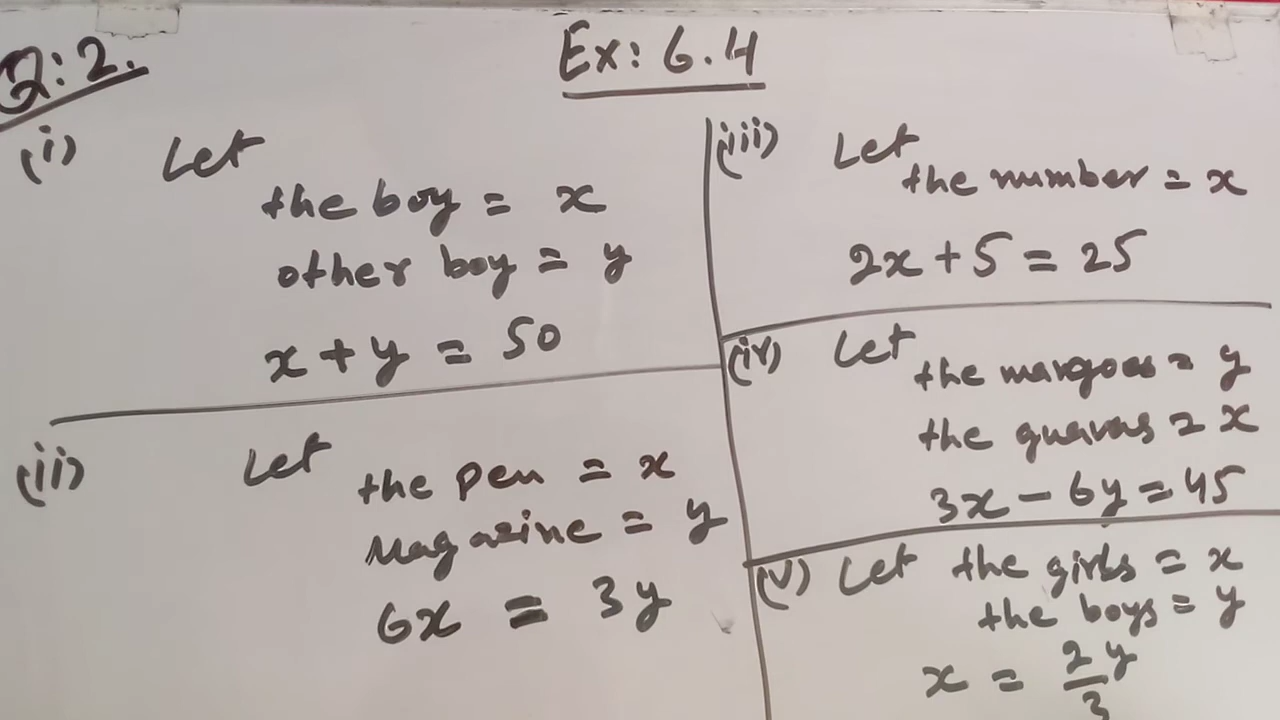 Q:2.
Ex: 6.4
(i) Let
the boy = x
other boy = y
x + y = 50
(ii) Let
the pen = x
Magazine = y
6x = 3y
(iii) Let
the number = x
2x + 5 = 25
(iv) Let
the mangoes = y
the guavas = x
3x - 6y = 45
(v) Let the girls = x
the boys = y
x = 2y/3